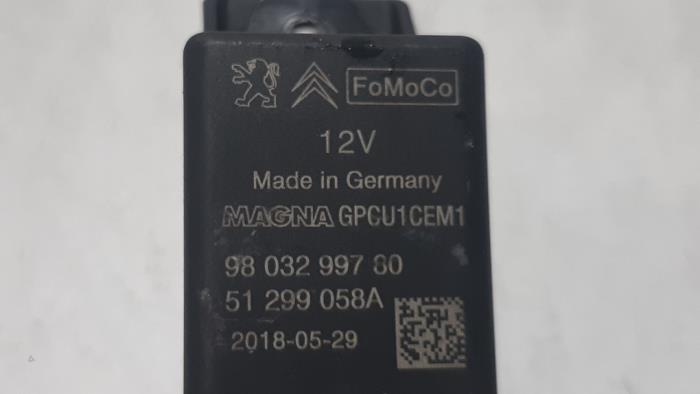 FoMoCo
12V
Made in Germany
MAGNA GPCU1CEM1
98 032 997 80
51 299 058A
2018-05-29